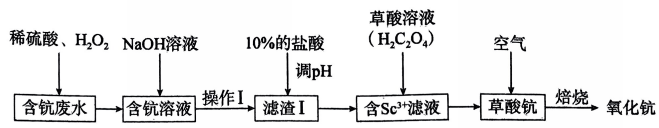 稀硫酸、H₂O₂
NaOH溶液
10%的盐酸
调pH
草酸溶液
(H₂C₂O₄)
空气
含钪废水
含钪溶液
操作Ⅰ
滤渣Ⅰ
含Sc³⁺滤液
草酸钪
焙烧
氧化钪